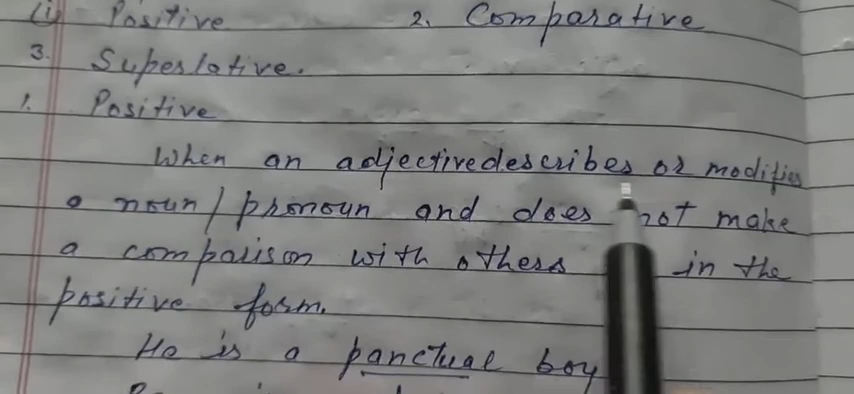 (i) Positive 2. Comparative
3. Superlative.
1. Positive
When an adjective describes or modifies
a noun/pronoun and does not make
a comparison with others in the
positive form.
He is a panctual boy